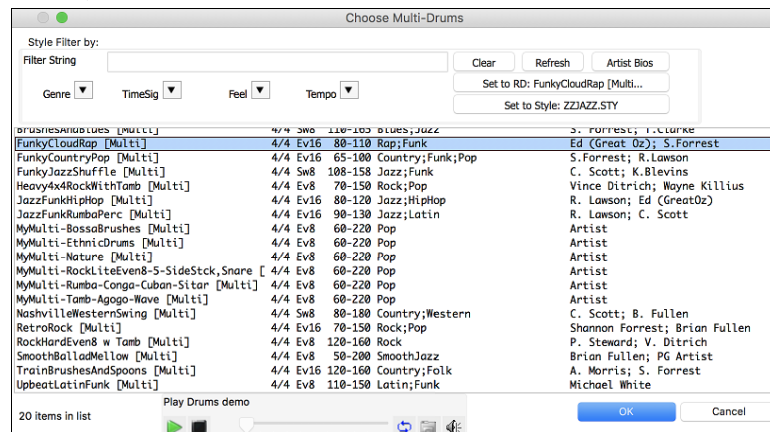 Choose Multi-Drums
Style Filter by:
Filter String
Clear Refresh Artist Bios
Genre TimeSig Feel Tempo
Set to RD: FunkyCloudRap [Multi...
Set to Style: ZZJAZZ.STY
BrushesAndBlues [Multi] 4/4 Sw8 110-165 Blues;Jazz S. Forrest; T.Clarke
FunkyCloudRap [Multi] 4/4 Ev16 80-110 Rap;Funk Ed (Great Oz); S.Forrest
FunkyCountryPop [Multi] 4/4 Ev16 65-100 Country;Funk;Pop S.Forrest; R.Lawson
FunkyJazzShuffle [Multi] 4/4 Sw8 108-158 Jazz;Funk C. Scott; K.Blevins
Heavy4x4RockWithTamb [Multi] 4/4 Ev8 70-150 Rock;Pop Vince Ditrich; Wayne Killius
JazzFunkHipHop [Multi] 4/4 Ev16 80-120 Jazz;HipHop R. Lawson; Ed (GreatOz)
JazzFunkRumbaPerc [Multi] 4/4 Ev16 90-130 Jazz;Latin R. Lawson; C. Scott
MyMulti-BossaBrushes [Multi] 4/4 Ev8 60-220 Pop Artist
MyMulti-EthnicDrums [Multi] 4/4 Ev8 60-220 Pop Artist
MyMulti-Nature [Multi] 4/4 Ev8 60-220 Pop Artist
MyMulti-RockLiteEven8-5-SideStck,Snare [ 4/4 Ev8 60-220 Pop Artist
MyMulti-Rumba-Conga-Cuban-Sitar [Multi] 4/4 Ev8 60-220 Pop Artist
MyMulti-Tamb-Agogo-Wave [Multi] 4/4 Ev8 60-220 Pop Artist
NashvilleWesternSwing [Multi] 4/4 Sw8 80-180 Country;Western C. Scott; B. Fullen
RetroRock [Multi] 4/4 Ev16 70-150 Rock;Pop Shannon Forrest; Brian Fullen
RockHardEven8 w Tamb [Multi] 4/4 Ev8 120-160 Rock P. Steward; V. Ditrich
SmoothBalladMellow [Multi] 4/4 Ev8 50-200 SmoothJazz Brian Fullen; PG Artist
TrainBrushesAndSpoons [Multi] 4/4 Ev16 120-160 Country;Folk A. Morris; S. Forrest
UpbeatLatinFunk [Multi] 4/4 Ev8 110-150 Latin;Funk Michael White
Play Drums demo
20 items in list
OK Cancel